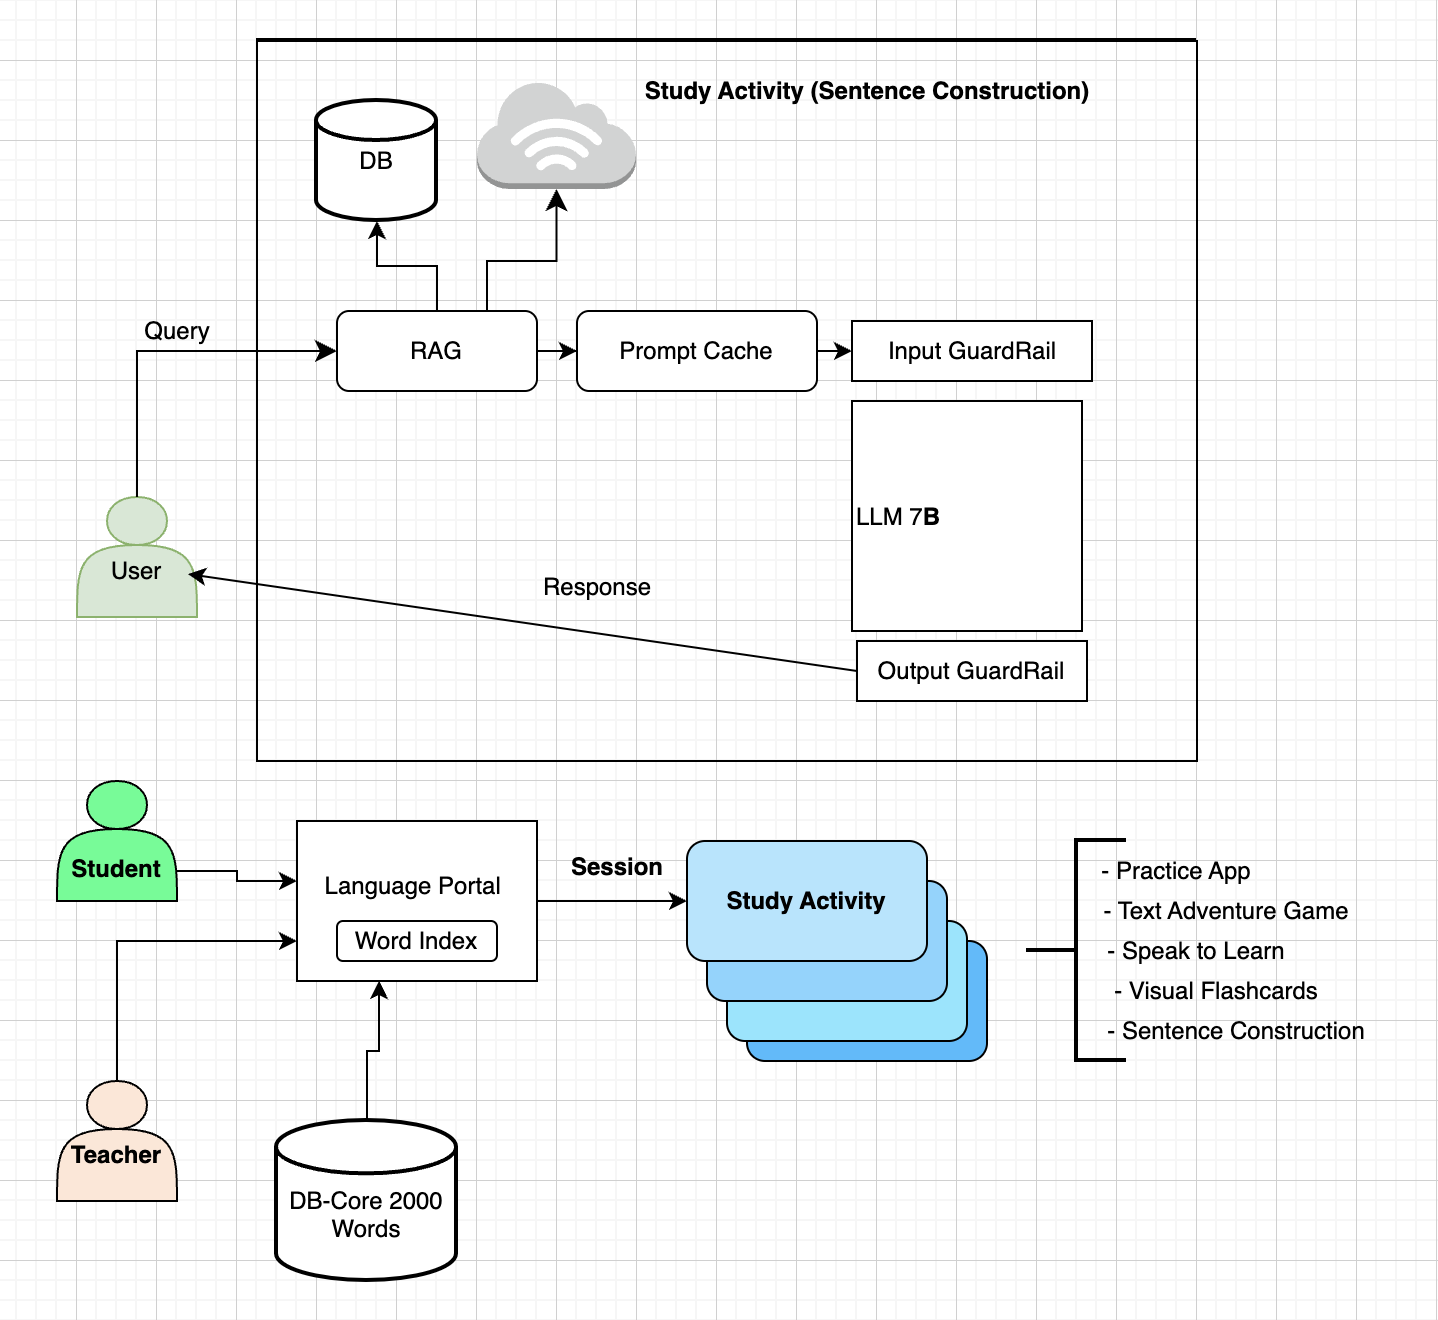 Study Activity (Sentence Construction)
DB
Query
RAG
Prompt Cache
Input GuardRail
LLM 7B
User
Response
Output GuardRail
Student
Language Portal
Word Index
Session
Study Activity
- Practice App
- Text Adventure Game
- Speak to Learn
- Visual Flashcards
- Sentence Construction
Teacher
DB-Core 2000
Words